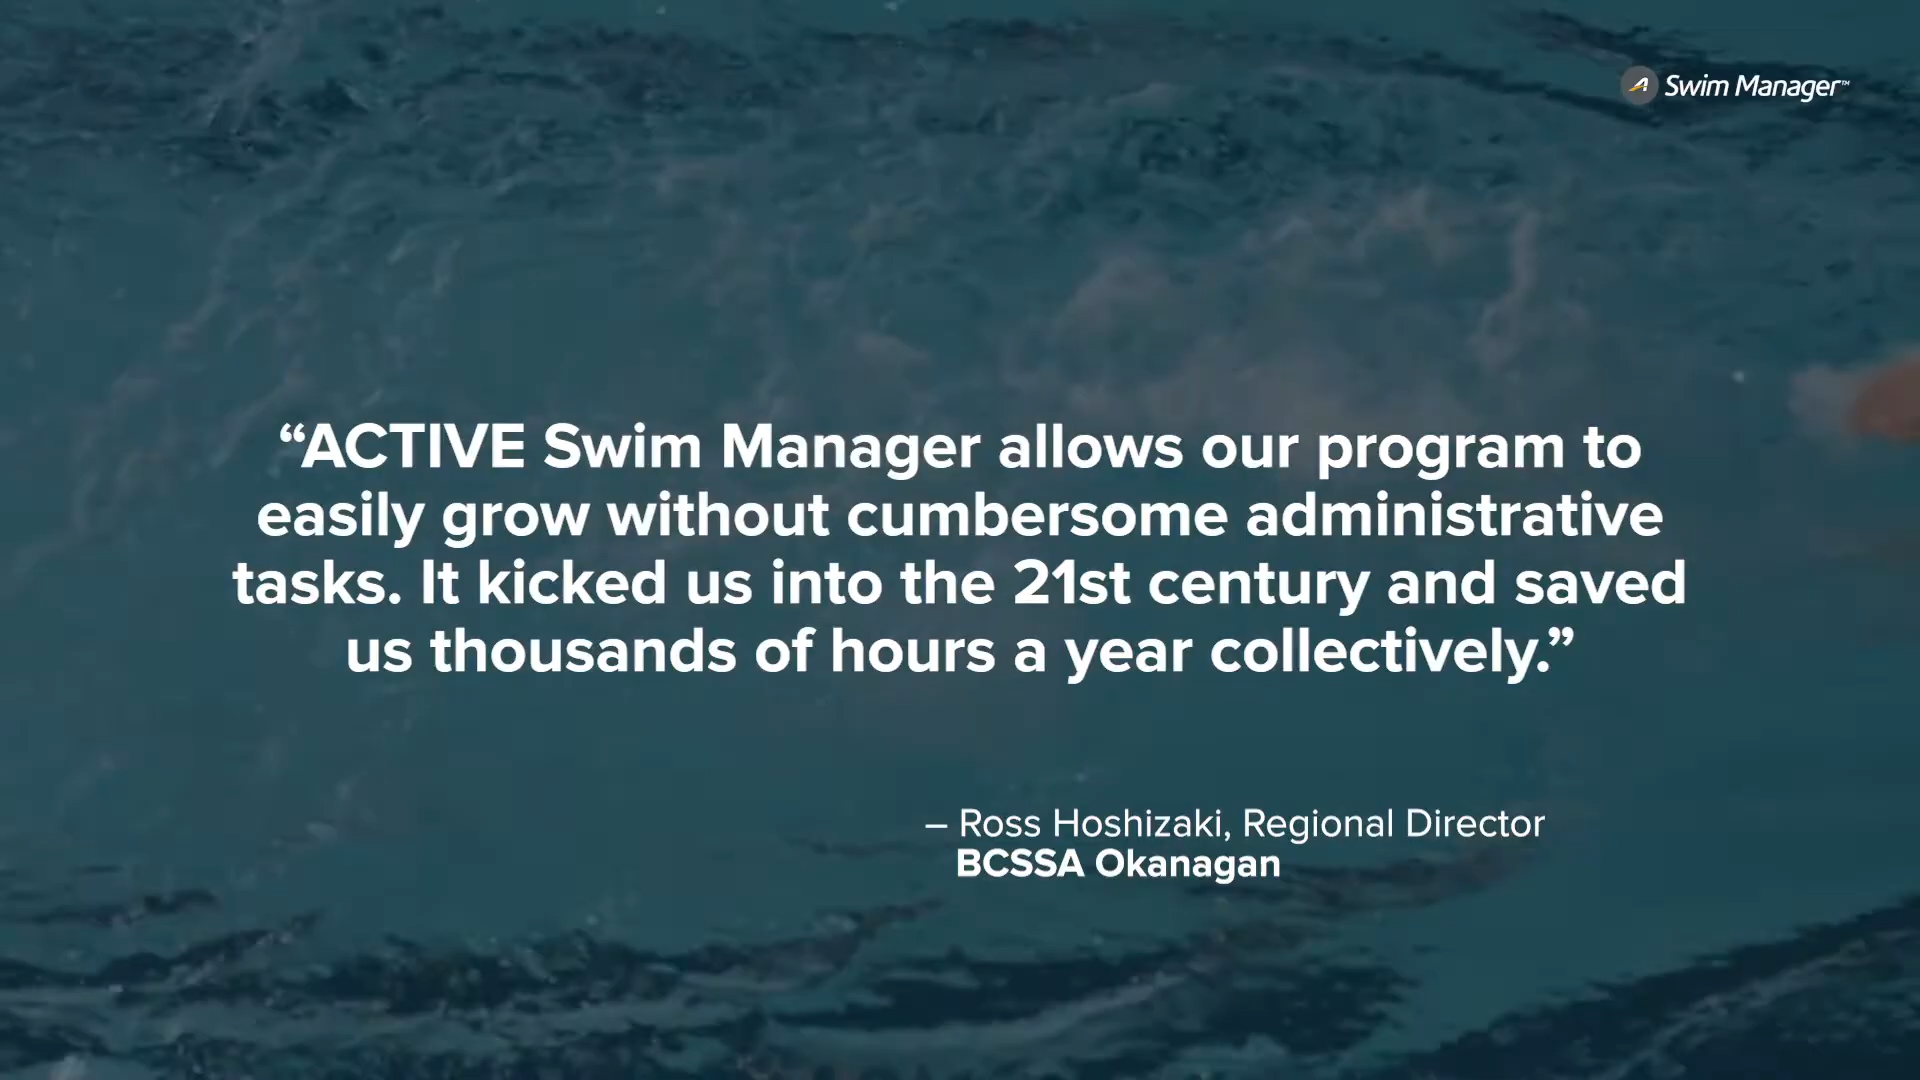 Swim Manager™
“ACTIVE Swim Manager allows our program to
easily grow without cumbersome administrative
tasks. It kicked us into the 21st century and saved
us thousands of hours a year collectively.”
– Ross Hoshizaki, Regional Director
BCSSA Okanagan